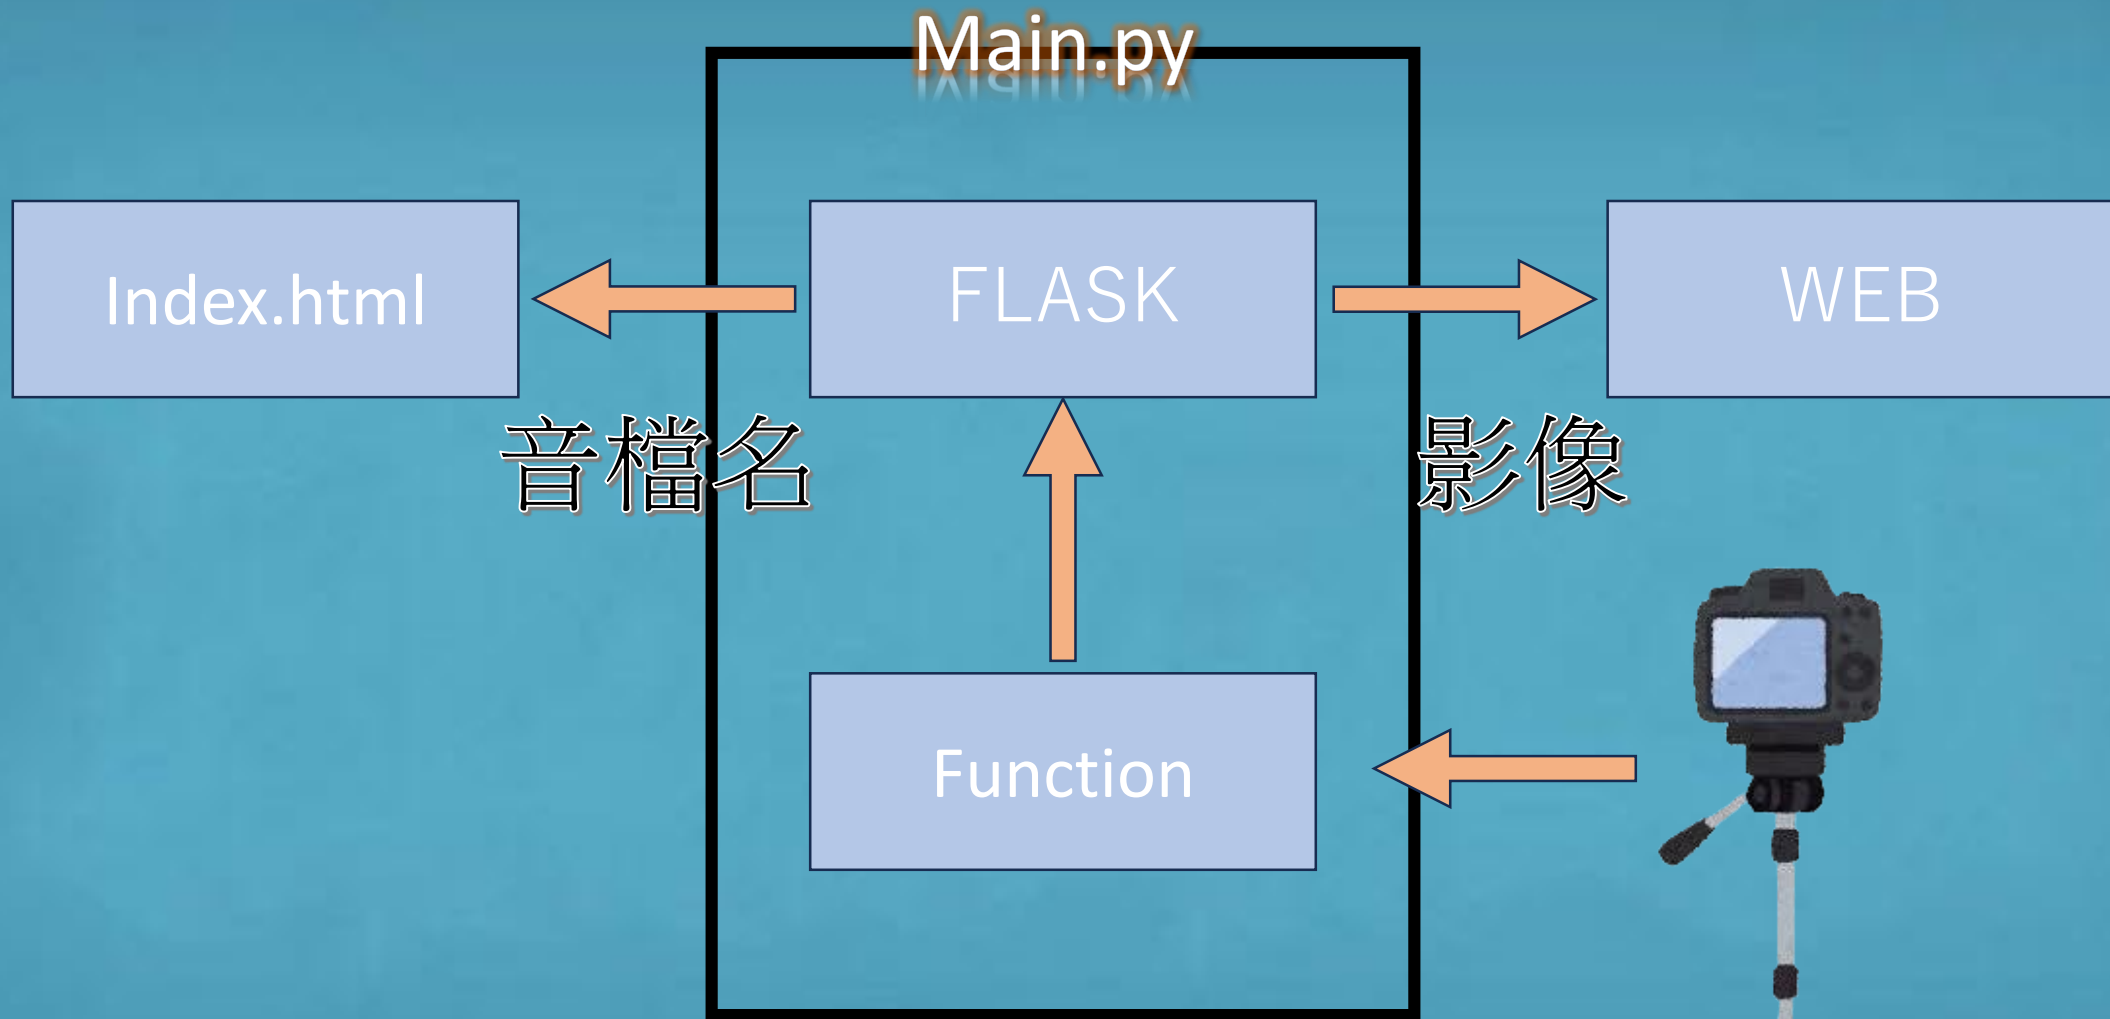 Main.py
Index.html
FLASK
WEB
音檔名
影像
Function